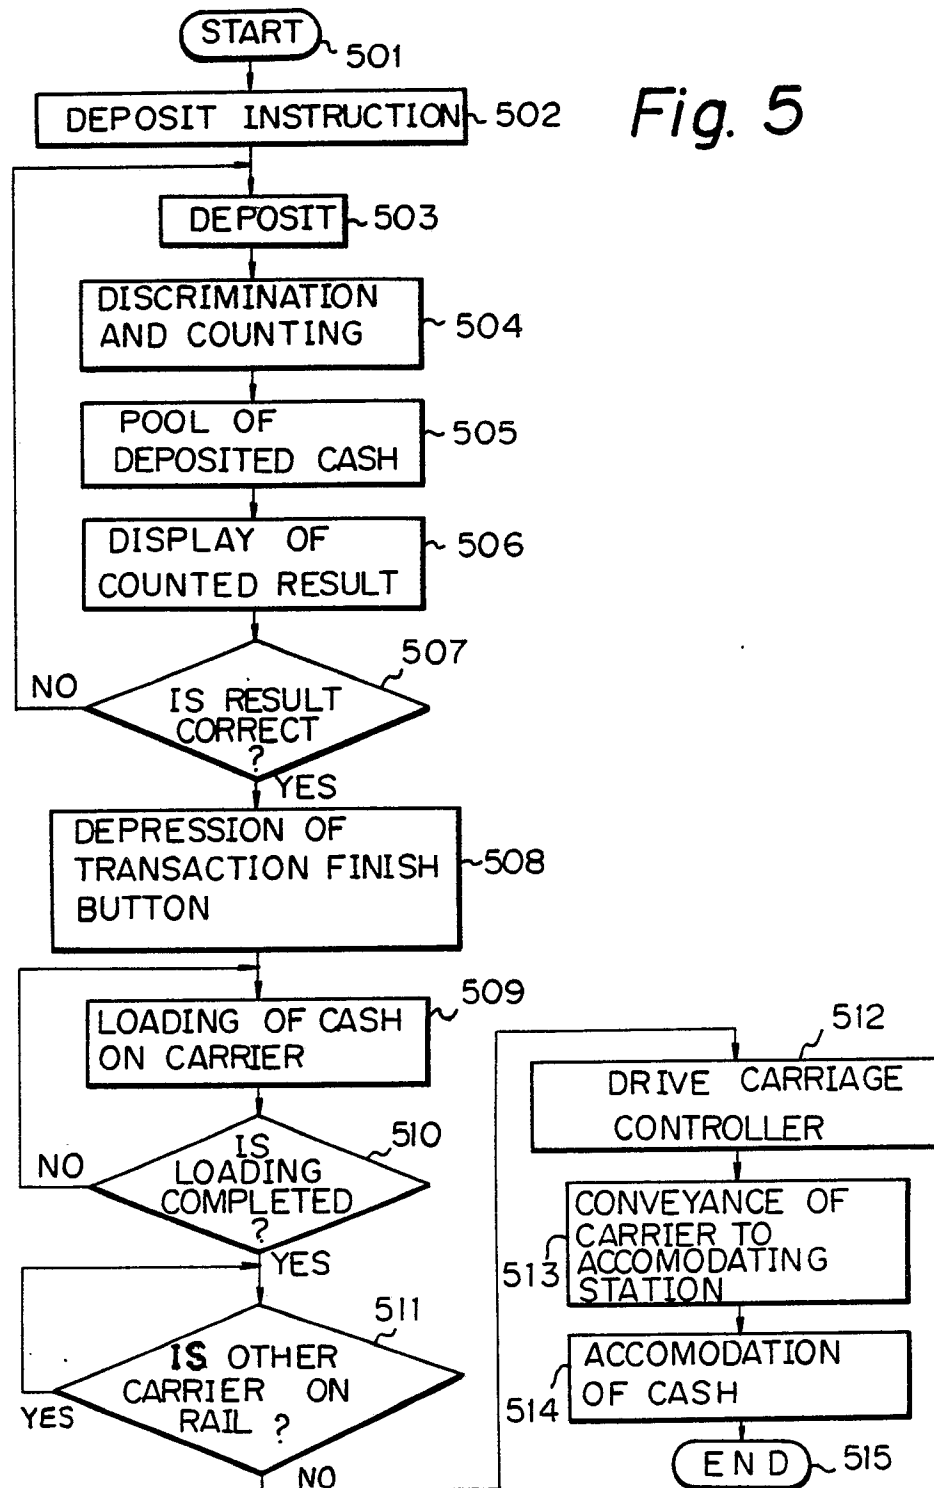 START
501
Fig. 5
DEPOSIT INSTRUCTION
502
DEPOSIT
503
DISCRIMINATION
AND COUNTING
504
POOL OF
DEPOSITED CASH
505
DISPLAY OF
COUNTED RESULT
506
507
NO
IS RESULT
CORRECT
?
YES
DEPRESSION OF
TRANSACTION FINISH
BUTTON
508
509
LOADING OF CASH
ON CARRIER
510
NO
IS
LOADING
COMPLETED
?
YES
511
IS OTHER
CARRIER ON
RAIL ?
YES
NO
512
DRIVE CARRIAGE
CONTROLLER
CONVEYANCE OF
CARRIER TO
ACCOMODATING
STATION
513
ACCOMODATION
OF CASH
514
END
515